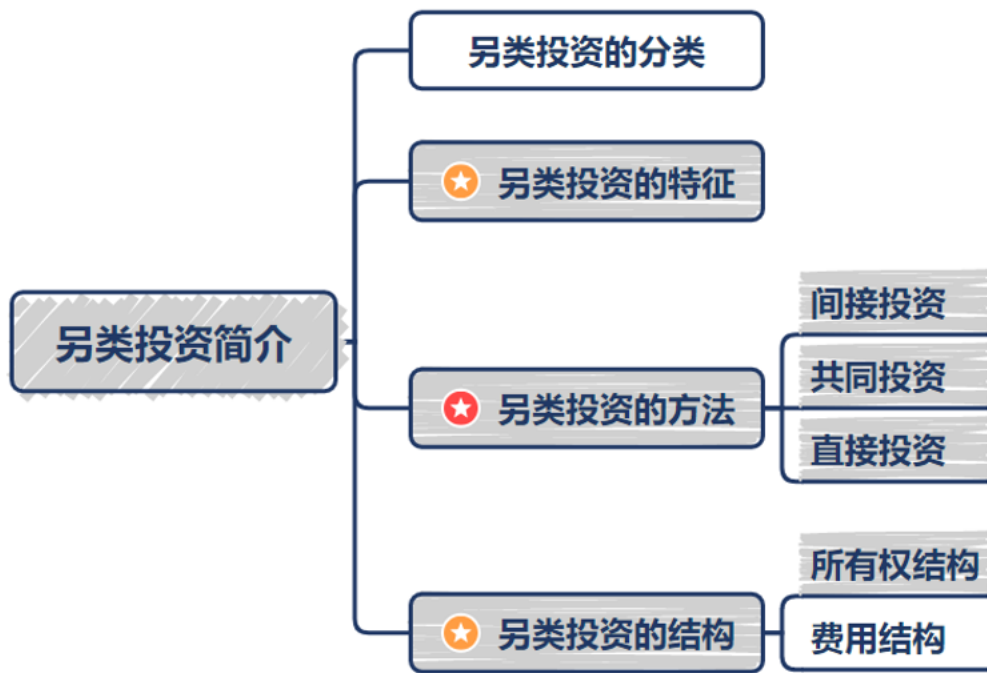 另类投资简介
另类投资的分类
另类投资的特征
另类投资的方法
间接投资
共同投资
直接投资
另类投资的结构
所有权结构
费用结构